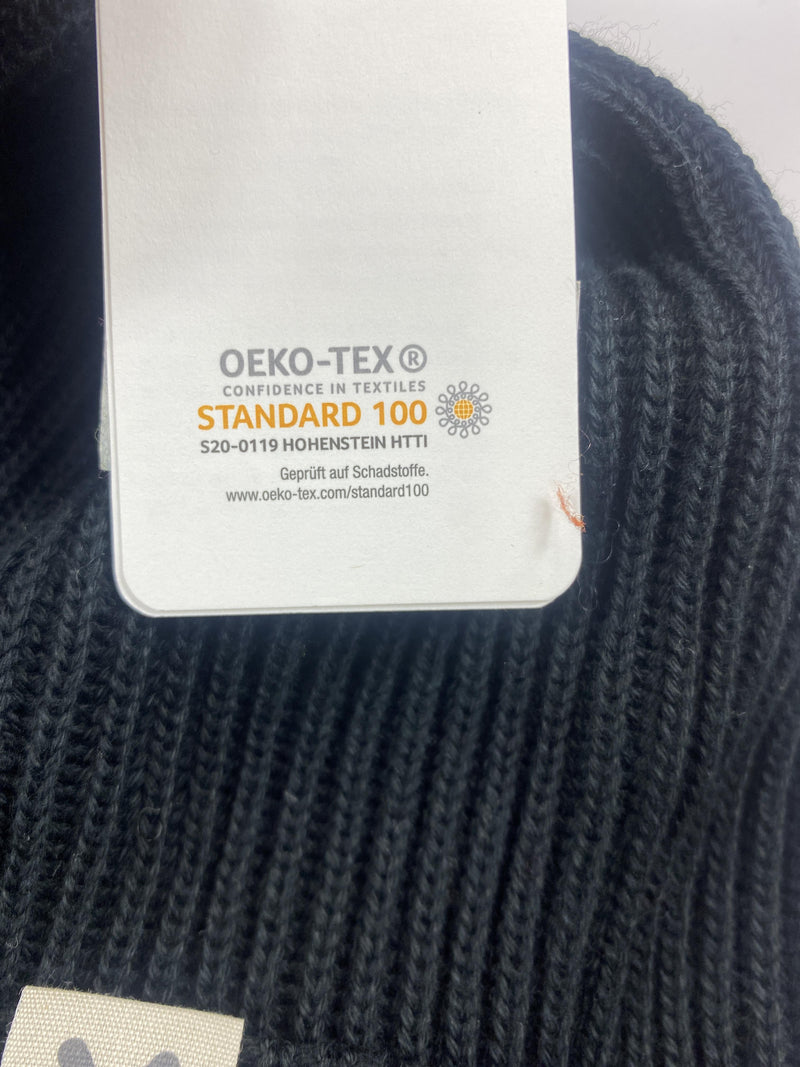 OEKO-TEX®
CONFIDENCE IN TEXTILES
STANDARD 100
S20-0119 HOHENSTEIN HTTI
Geprüft auf Schadstoffe.
www.oeko-tex.com/standard100